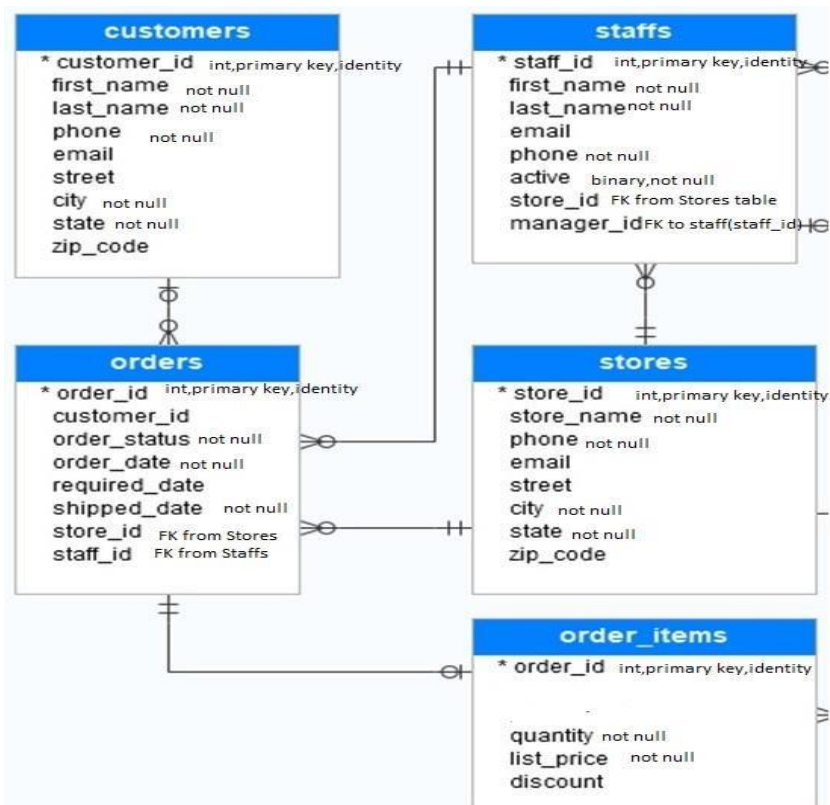 customers
* customer_id int,primary key,identity
first_name not null
last_name not null
phone not null
email
street
city not null
state not null
zip_code
staffs
* staff_id int,primary key,identity
first_name not null
last_name not null
email
phone not null
active binary,not null
store_id FK from Stores table
manager_id FK to staff(staff_id)
orders
* order_id int,primary key,identity
customer_id
order_status not null
order_date not null
required_date
shipped_date not null
store_id FK from Stores
staff_id FK from Staffs
stores
* store_id int,primary key,identity
store_name not null
phone not null
email
street
city not null
state not null
zip_code
order_items
* order_id int,primary key,identity
quantity not null
list_price not null
discount